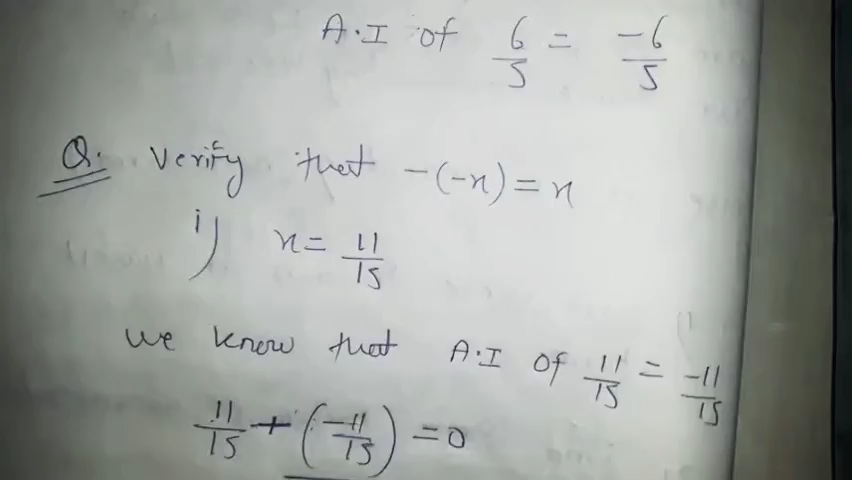 A.I of 6/5 = -6/5
Q. Verify that -(-x) = x
i) x = 11/15
we know that A.I of 11/15 = -11/15
11/15 + (-11/15) = 0